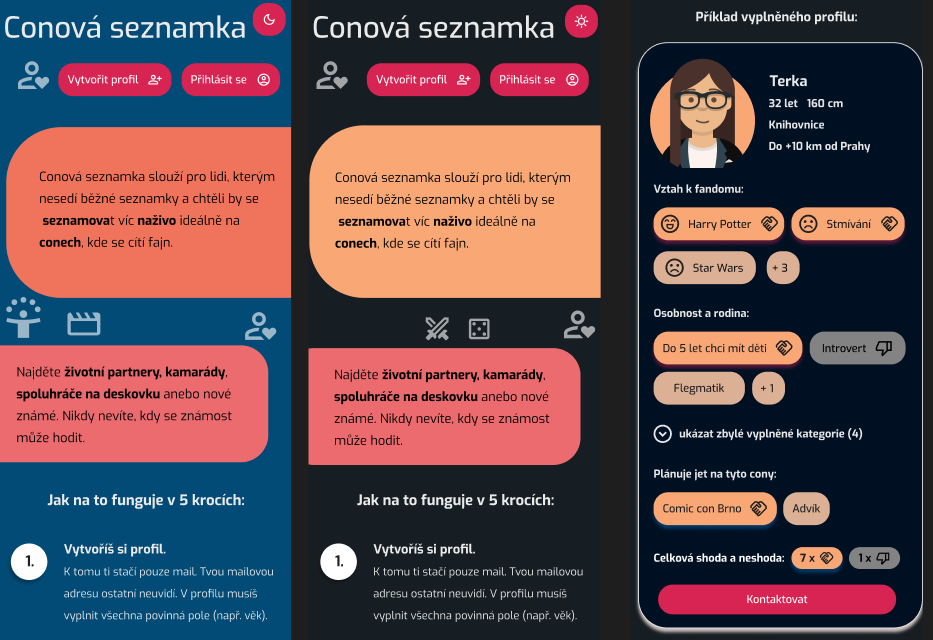 Conová seznamka
Vytvořit profil
Přihlásit se
Conová seznamka slouží pro lidi, kterým
nesedí běžné seznamky a chtěli by se
seznamovat víc naživo ideálně na
conech, kde se cítí fajn.
Najděte životní partnery, kamarády,
spoluhráče na deskovku anebo nové
známé. Nikdy nevíte, kdy se známost
může hodit.
Jak na to funguje v 5 krocích:
1.
Vytvoříš si profil.
K tomu ti stačí pouze mail. Tvou mailovou
adresu ostatní neuvidí. V profilu musíš
vyplnit všechna povinná pole (např. věk).
Conová seznamka
Vytvořit profil
Přihlásit se
Conová seznamka slouží pro lidi, kterým
nesedí běžné seznamky a chtěli by se
seznamovat víc naživo ideálně na
conech, kde se cítí fajn.
Najděte životní partnery, kamarády,
spoluhráče na deskovku anebo nové
známé. Nikdy nevíte, kdy se známost
může hodit.
Jak na to funguje v 5 krocích:
1.
Vytvoříš si profil.
K tomu ti stačí pouze mail. Tvou mailovou
adresu ostatní neuvidí. V profilu musíš
vyplnit všechna povinná pole (např. věk).
Příklad vyplněného profilu:
Terka
32 let 160 cm
Knihovnice
Do +10 km od Prahy
Vztah k fandomu:
Harry Potter
Stmívání
Star Wars
+ 3
Osobnost a rodina:
Do 5 let chci mít děti
Introvert
Flegmatik
+ 1
ukázat zbylé vyplněné kategorie (4)
Plánuje jet na tyto cony:
Comic con Brno
Advík
Celková shoda a neshoda:
7 x
1 x
Kontaktovat